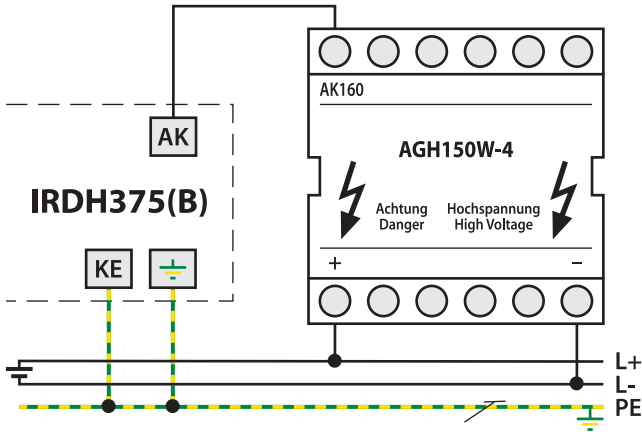 AK
AK160
AGH150W-4
IRDH375(B)
Achtung Hochspannung
Danger High Voltage
KE
+ –
L+
L-
PE